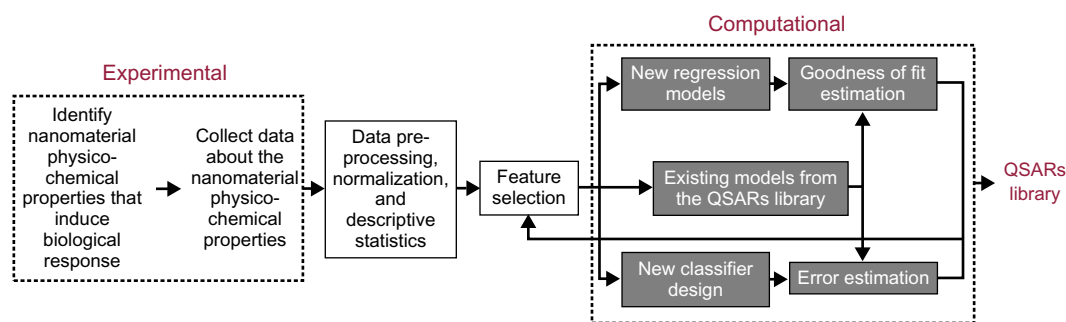 Computational
Experimental
Identify
nanomaterial
physico-
chemical
properties that
induce
biological
response
Collect data
about the
nanomaterial
physico-
chemical
properties
Data pre-
processing,
normalization,
and
descriptive
statistics
Feature
selection
New regression
models
Goodness of fit
estimation
Existing models from
the QSARs library
New classifier
design
Error estimation
QSARs
library